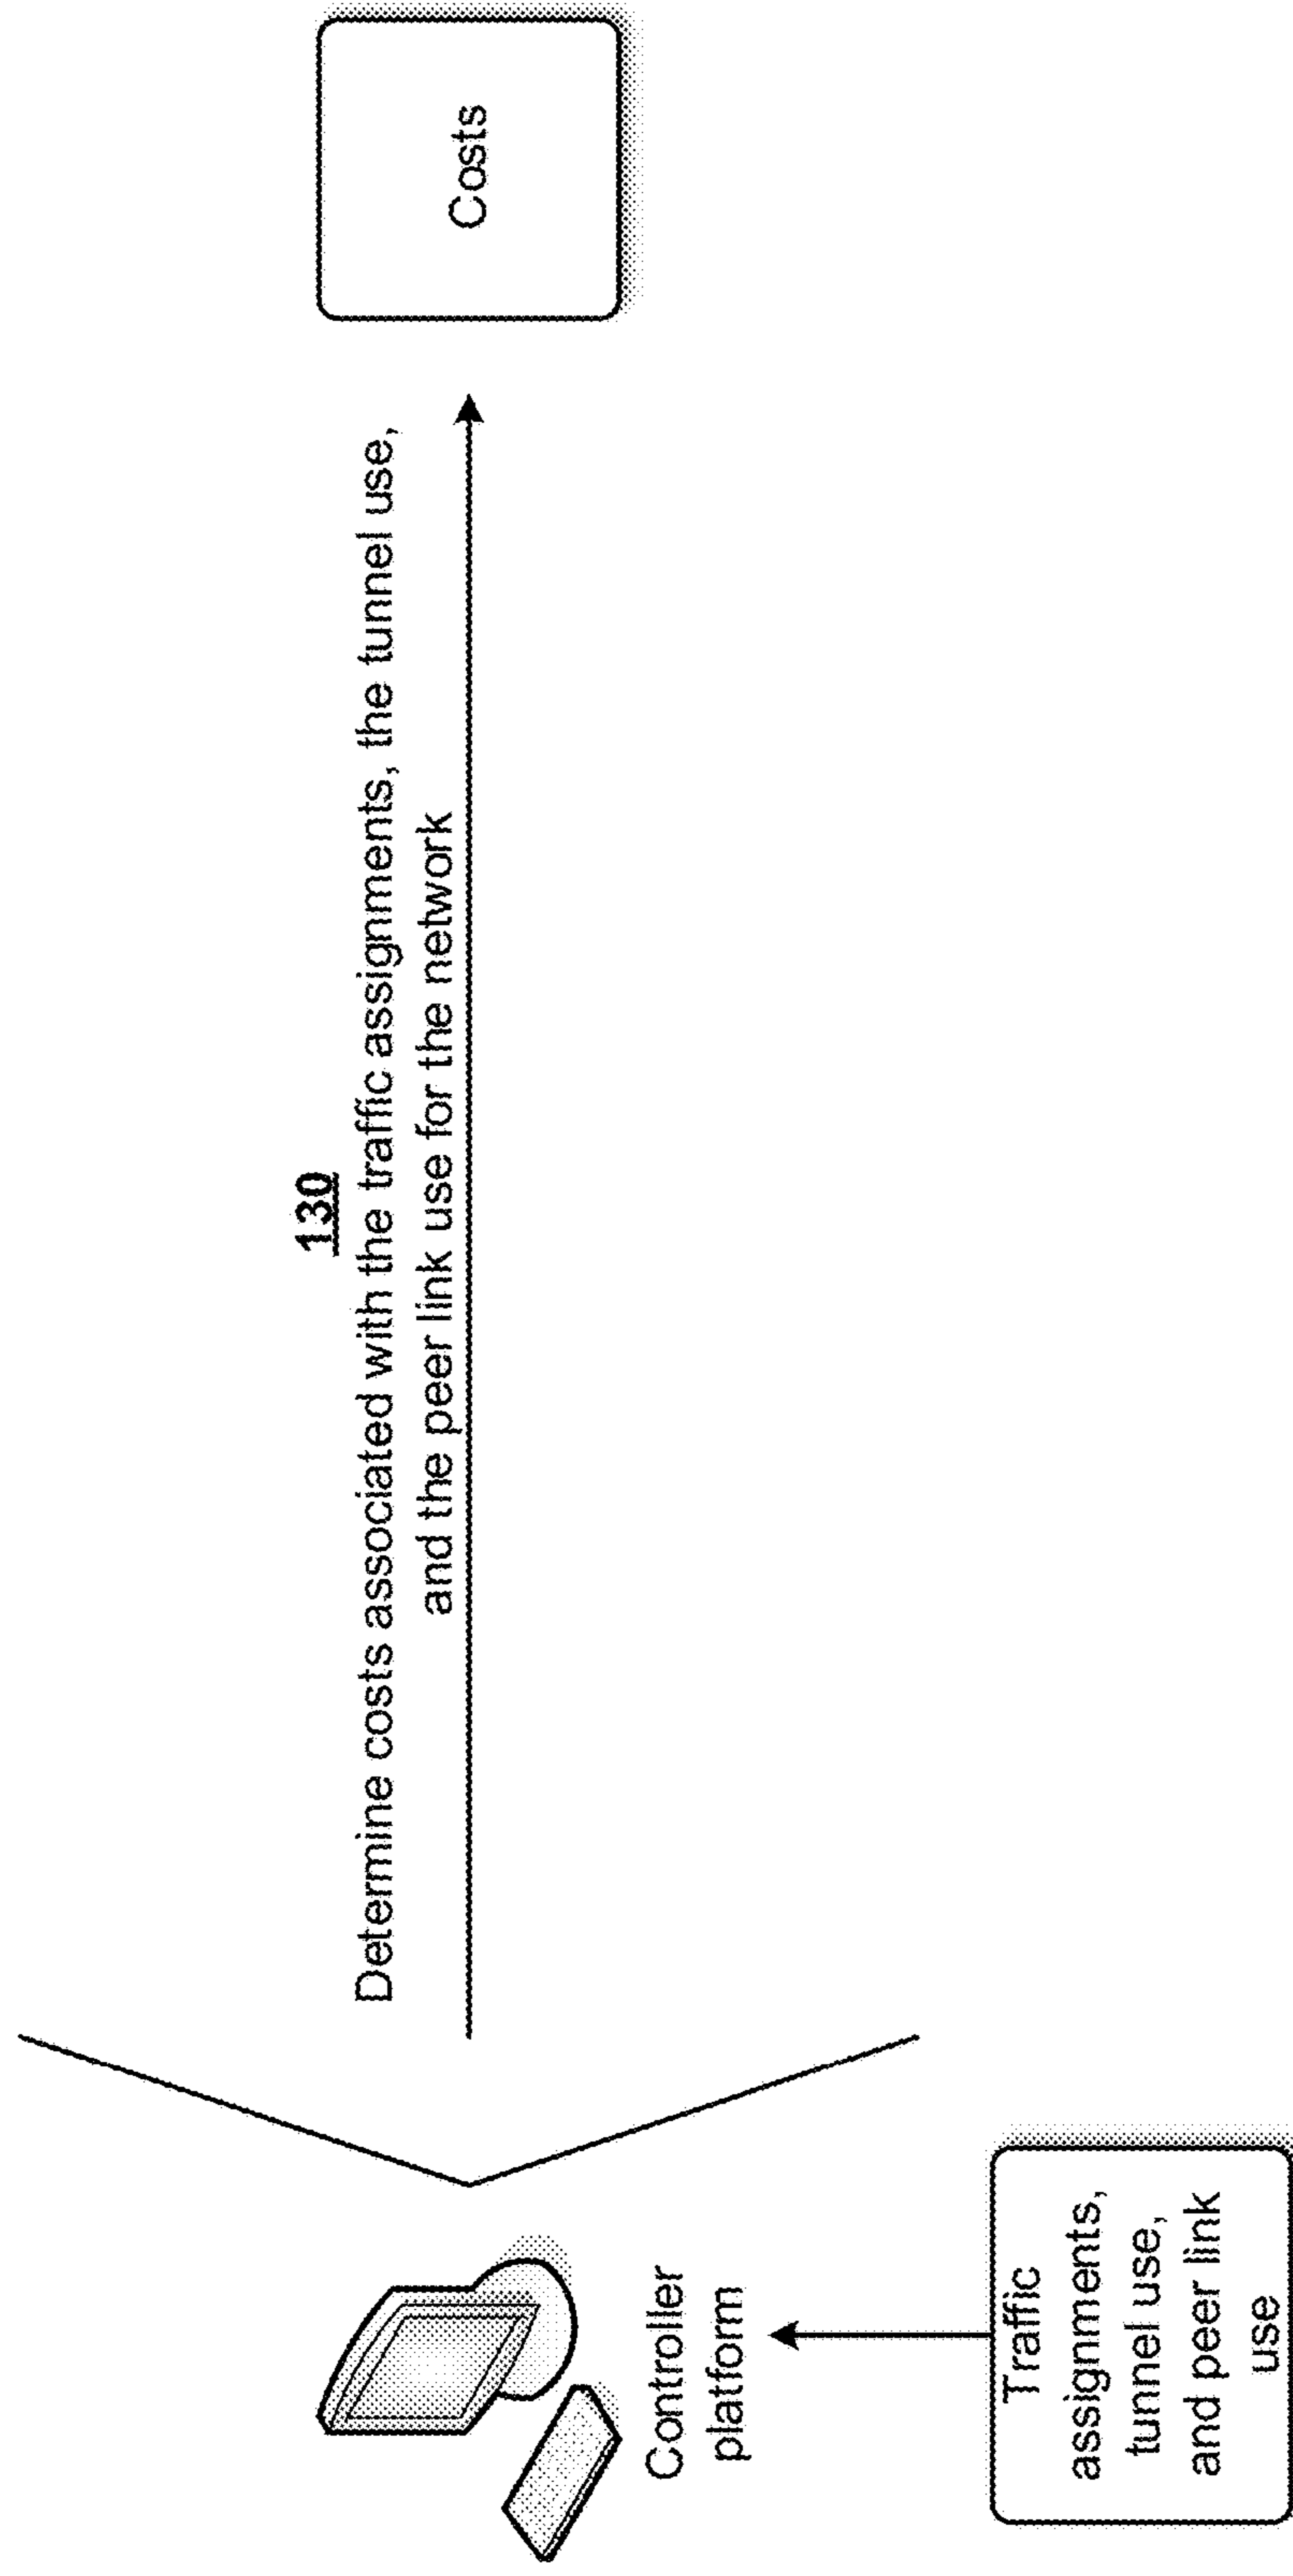 130
Determine costs associated with the traffic assignments, the tunnel use,
and the peer link use for the network
Costs
Controller
platform
Traffic
assignments,
tunnel use,
and peer link
use